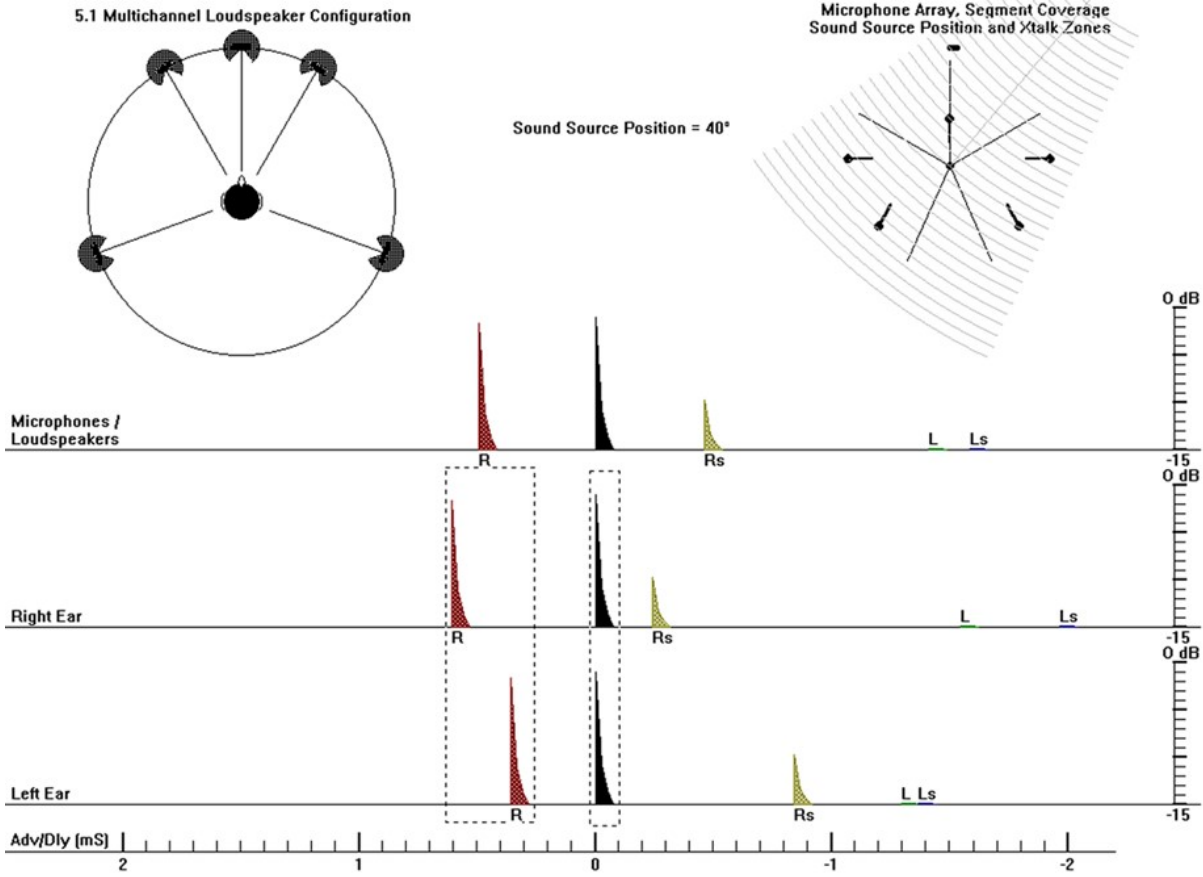 5.1 Multichannel Loudspeaker Configuration
Microphone Array, Segment Coverage
Sound Source Position and Xtalk Zones
Sound Source Position = 40°
0 dB
Microphones /
Loudspeakers
R
Rs
L
Ls
-15
0 dB
Right Ear
R
Rs
L
Ls
-15
0 dB
Left Ear
R
Rs
L
Ls
-15
Adv/Dly (mS)
2
1
0
-1
-2